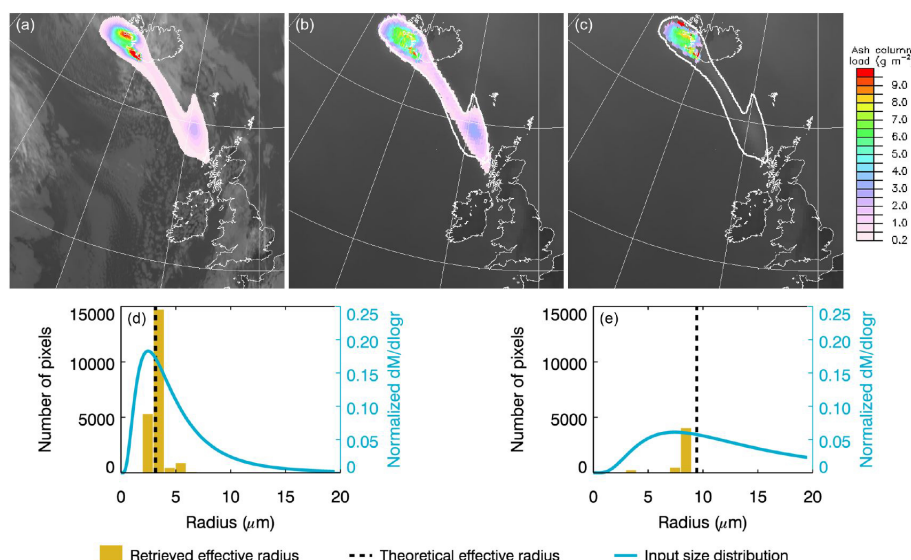 (a)
(b)
(c)
Ash column
load (g m⁻²)
9.0
8.0
7.0
6.0
5.0
4.0
3.0
2.0
1.0
0.2
(d)
15000
10000
5000
0
Number of pixels
0.25
0.20
0.15
0.10
0.05
0
Normalized dM/dlogr
0 5 10 15 20
Radius (μm)
(e)
15000
10000
5000
0
Number of pixels
0.25
0.20
0.15
0.10
0.05
0
Normalized dM/dlogr
0 5 10 15 20
Radius (μm)
Retrieved effective radius Theoretical effective radius Input size distribution